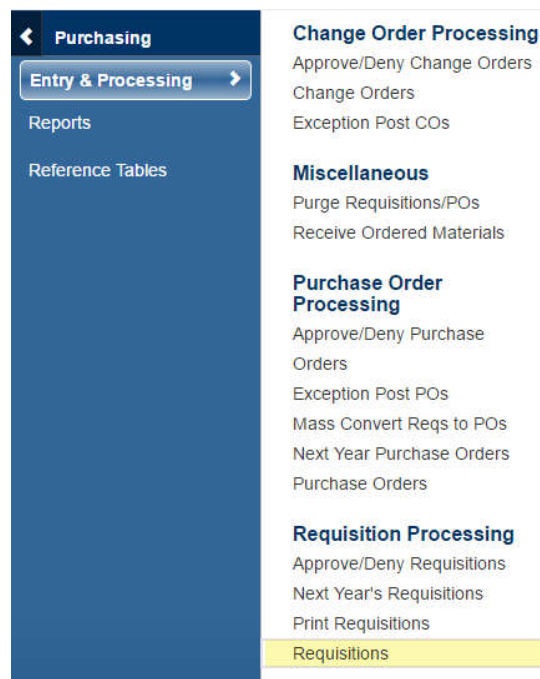 Purchasing
Entry & Processing
Reports
Reference Tables
Change Order Processing
Approve/Deny Change Orders
Change Orders
Exception Post COs
Miscellaneous
Purge Requisitions/POs
Receive Ordered Materials
Purchase Order
Processing
Approve/Deny Purchase
Orders
Exception Post POs
Mass Convert Reqs to POs
Next Year Purchase Orders
Purchase Orders
Requisition Processing
Approve/Deny Requisitions
Next Year's Requisitions
Print Requisitions
Requisitions